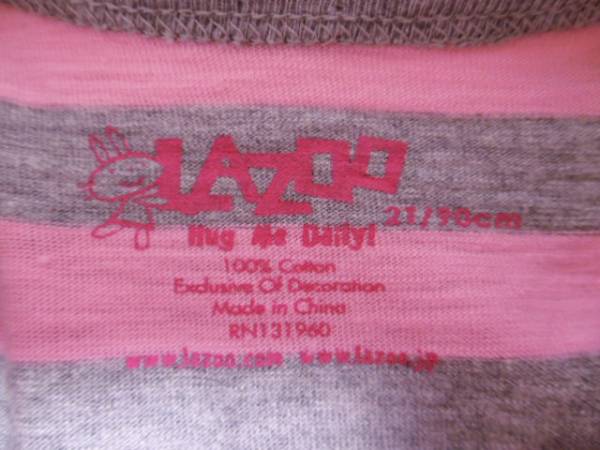 LAZOO
2T/90cm
Hug Me Daily!
100% Cotton
Exclusive Of Decoration
Made in China
RN131960
www.lazoo.com www.lazoo.jp